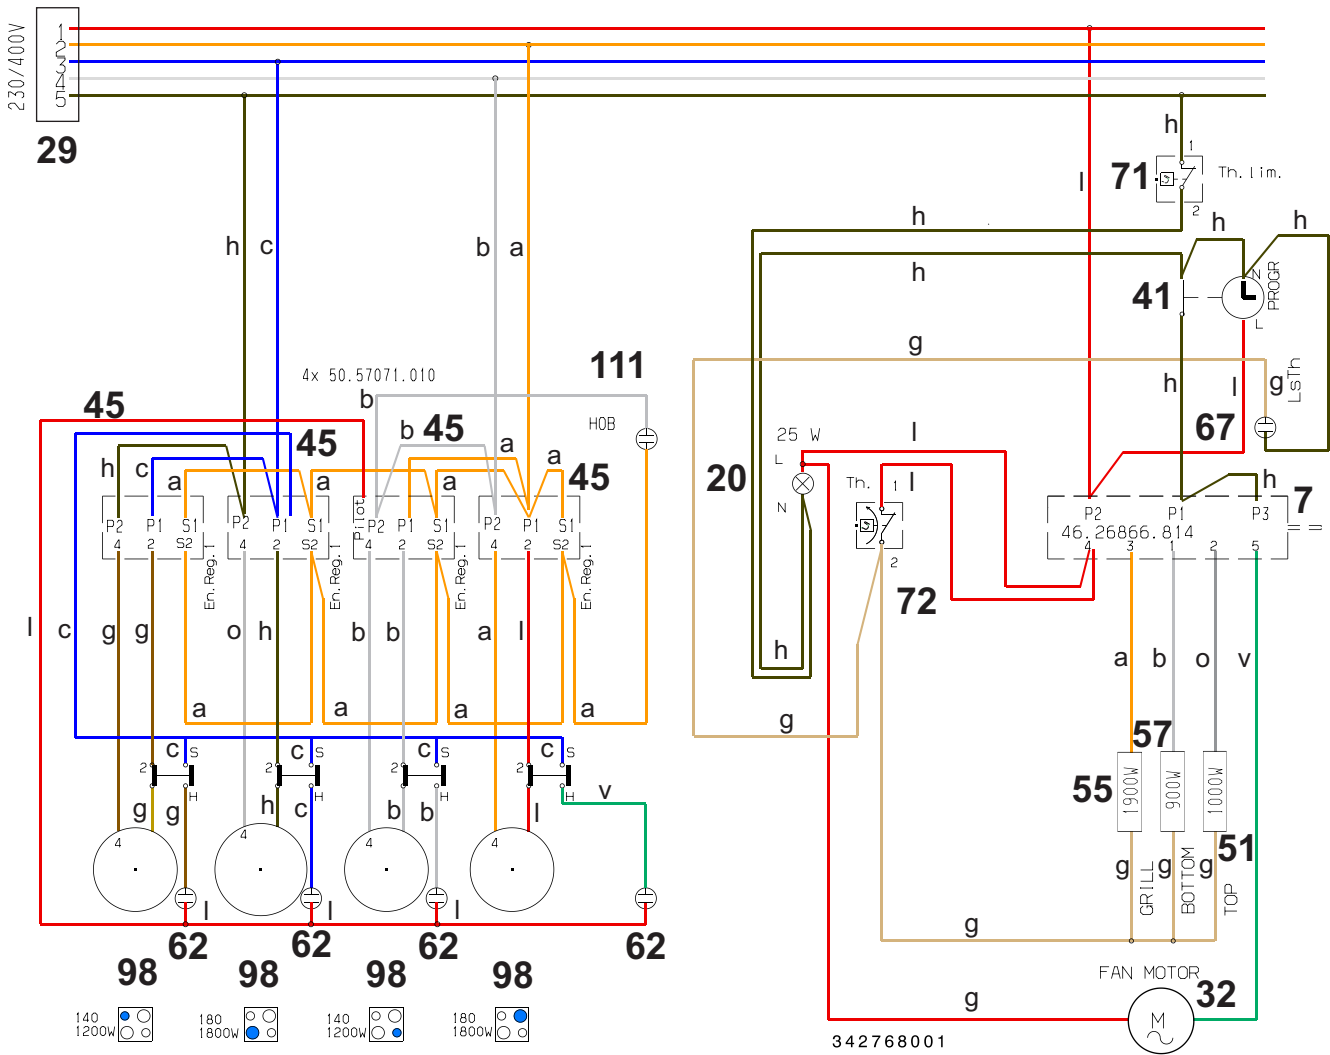 230/400V
1
2
3
4
5
29
h
c
b
a
l
h
71
1
2
Th. Lim.
h
h
h
h
41
N
L
PROGR
g
4x 50.57071.010
111
b
HOB
45
45
b
45
a
a
45
h
c
a
a
a
Pilot
P2
P1
S1
P2
P1
S1
P2
P1
S1
P2
P1
S1
4
2
S2
4
2
S2
4
2
S2
4
2
S2
En. Reg. 1
En. Reg. 1
En. Reg. 1
En. Reg. 1
h
l
g
LsTh
67
25 W
L
N
20
l
l
Th.
1
2
72
h
7
P2
P1
P3
46.26866.814
4
3
1
2
5
l
c
g
g
o
h
b
b
a
l
h
a
b
o
v
a
a
a
a
g
c
S
c
S
c
S
c
S
2
2
2
2
H
H
H
H
v
57
55
1900W
900W
1000W
51
g
g
h
c
b
b
l
4
4
4
4
g
g
g
GRILL
BOTTOM
TOP
l
l
l
62
62
62
62
g
98
98
98
98
FAN MOTOR
32
g
M
140
1200W
180
1800W
140
1200W
180
1800W
342768001